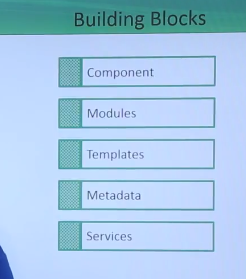 Building Blocks
Component
Modules
Templates
Metadata
Services